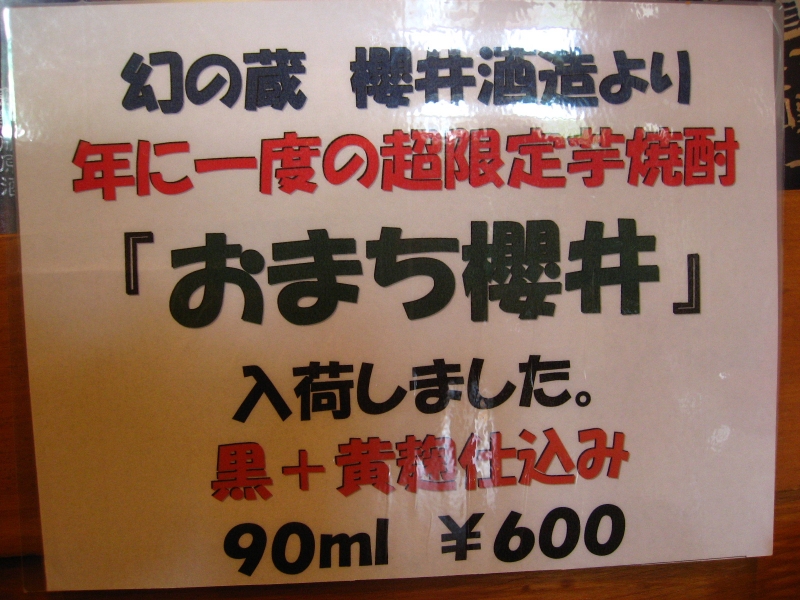 幻の蔵　櫻井酒造より
年に一度の超限定芋焼酎
『おまち櫻井』
入荷しました。
黒＋黄麹仕込み
90ml　￥600